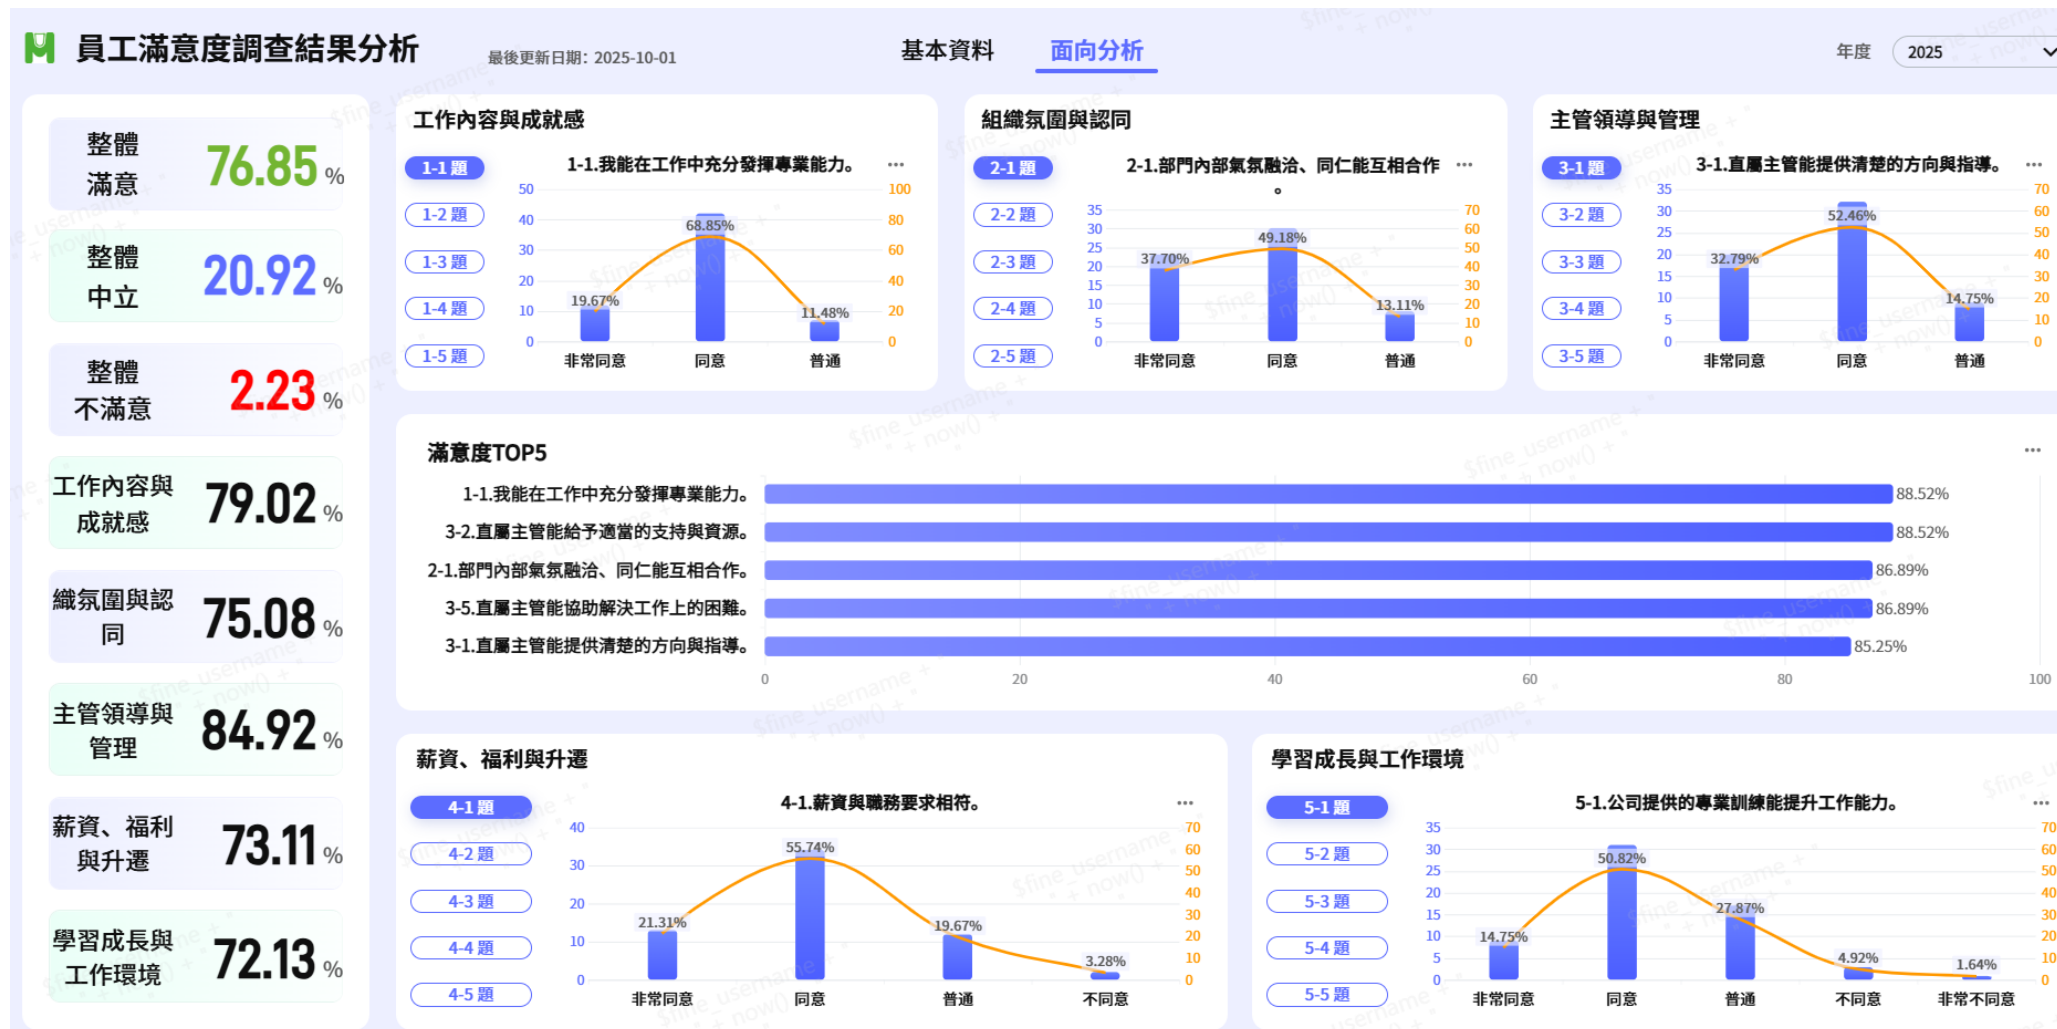 員工滿意度調查結果分析
最後更新日期：2025-10-01
基本資料
面向分析
年度
2025
整體
滿意
76.85 %
整體
中立
20.92 %
整體
不滿意
2.23 %
工作內容與
成就感
79.02 %
織氛圍與認
同
75.08 %
主管領導與
管理
84.92 %
薪資、福利
與升遷
73.11 %
學習成長與
工作環境
72.13 %
工作內容與成就感
1-1 題
1-2 題
1-3 題
1-4 題
1-5 題
1-1.我能在工作中充分發揮專業能力。
50
40
30
20
10
0
100
80
60
40
20
0
19.67%
68.85%
11.48%
非常同意
同意
普通
組織氛圍與認同
2-1 題
2-2 題
2-3 題
2-4 題
2-5 題
2-1.部門內部氣氛融洽、同仁能互相合作
。
35
30
25
20
15
10
5
0
70
60
50
40
30
20
10
0
37.70%
49.18%
13.11%
非常同意
同意
普通
主管領導與管理
3-1 題
3-2 題
3-3 題
3-4 題
3-5 題
3-1.直屬主管能提供清楚的方向與指導。
35
30
25
20
15
10
5
0
70
60
50
40
30
20
10
0
32.79%
52.46%
14.75%
非常同意
同意
普通
滿意度TOP5
1-1.我能在工作中充分發揮專業能力。
88.52%
3-2.直屬主管能給予適當的支持與資源。
88.52%
2-1.部門內部氣氛融洽、同仁能互相合作。
86.89%
3-5.直屬主管能協助解決工作上的困難。
86.89%
3-1.直屬主管能提供清楚的方向與指導。
85.25%
0
20
40
60
80
100
薪資、福利與升遷
4-1 題
4-2 題
4-3 題
4-4 題
4-5 題
4-1.薪資與職務要求相符。
40
30
20
10
0
70
60
50
40
30
20
10
0
21.31%
55.74%
19.67%
3.28%
非常同意
同意
普通
不同意
學習成長與工作環境
5-1 題
5-2 題
5-3 題
5-4 題
5-5 題
5-1.公司提供的專業訓練能提升工作能力。
35
30
25
20
15
10
5
0
70
60
50
40
30
20
10
0
14.75%
50.82%
27.87%
4.92%
1.64%
非常同意
同意
普通
不同意
非常不同意
$fine_username +
" + now() + "